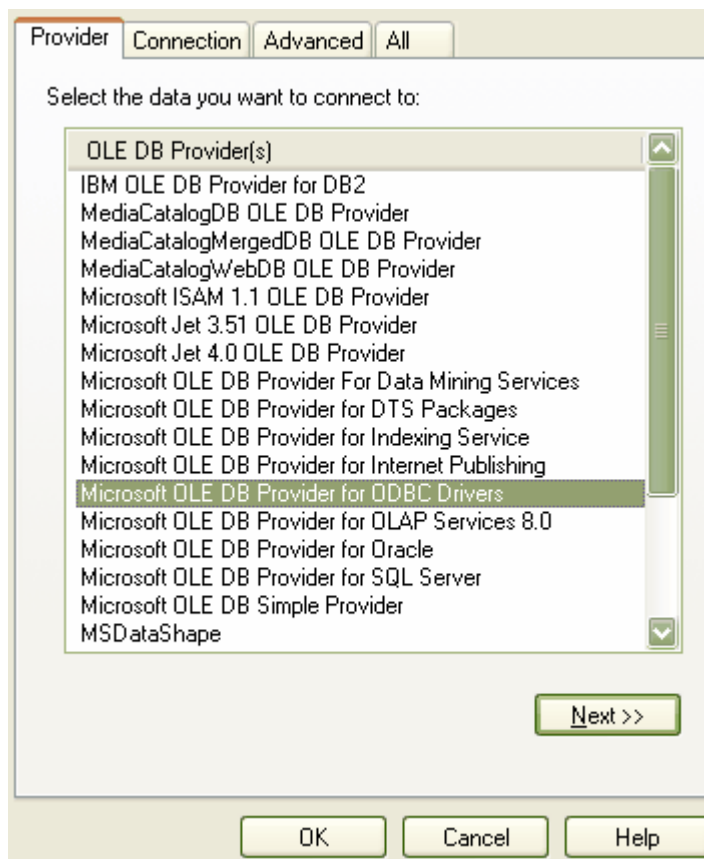 Provider Connection Advanced All
Select the data you want to connect to:
OLE DB Provider(s)
IBM OLE DB Provider for DB2
MediaCatalogDB OLE DB Provider
MediaCatalogMergedDB OLE DB Provider
MediaCatalogWebDB OLE DB Provider
Microsoft ISAM 1.1 OLE DB Provider
Microsoft Jet 3.51 OLE DB Provider
Microsoft Jet 4.0 OLE DB Provider
Microsoft OLE DB Provider For Data Mining Services
Microsoft OLE DB Provider for DTS Packages
Microsoft OLE DB Provider for Indexing Service
Microsoft OLE DB Provider for Internet Publishing
Microsoft OLE DB Provider for ODBC Drivers
Microsoft OLE DB Provider for OLAP Services 8.0
Microsoft OLE DB Provider for Oracle
Microsoft OLE DB Provider for SQL Server
Microsoft OLE DB Simple Provider
MSDataShape
Next >>
OK Cancel Help